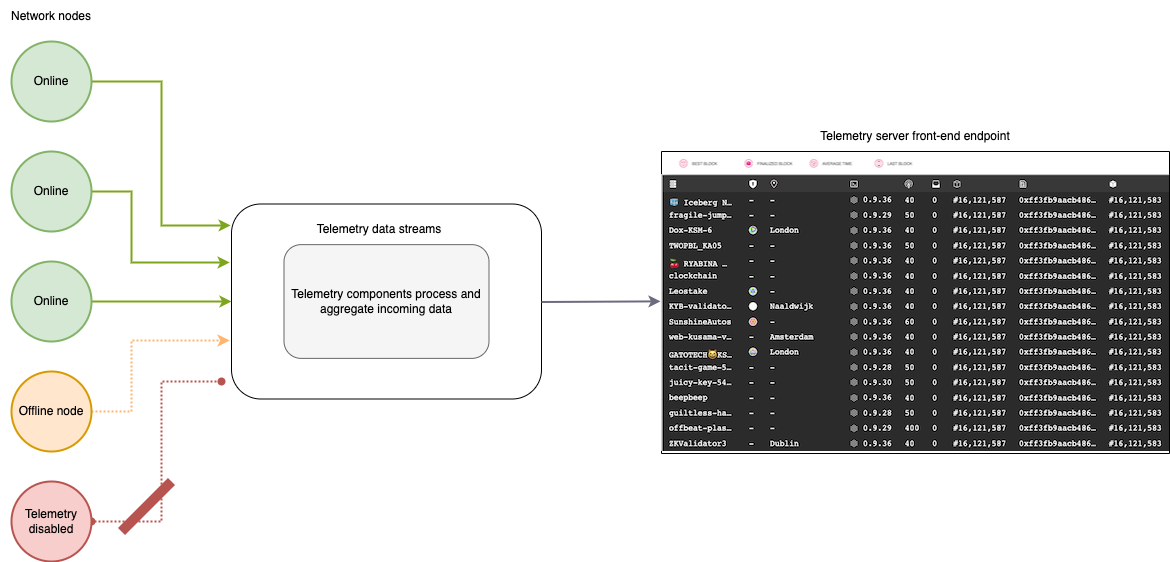 Network nodes
Online
Online
Online
Offline node
Telemetry
disabled
Telemetry data streams
Telemetry components process and
aggregate incoming data
Telemetry server front-end endpoint
BEST BLOCK FINALIZED BLOCK AVERAGE TIME LAST BLOCK
Iceberg N… - - 0.9.36 40 0 #16,121,587 0xff3fb9aacb486… #16,121,583
fragile-jump… - - 0.9.29 50 0 #16,121,587 0xff3fb9aacb486… #16,121,583
Dox-KSM-6 London 0.9.36 40 0 #16,121,587 0xff3fb9aacb486… #16,121,583
TWOPBL_KA05 - - 0.9.36 50 0 #16,121,587 0xff3fb9aacb486… #16,121,583
🍒 RYABINA … - - 0.9.36 40 0 #16,121,587 0xff3fb9aacb486… #16,121,583
clockchain - - 0.9.36 40 0 #16,121,587 0xff3fb9aacb486… #16,121,583
Leostake - 0.9.36 40 0 #16,121,587 0xff3fb9aacb486… #16,121,583
KYB-validato… Naaldwijk 0.9.36 40 0 #16,121,587 0xff3fb9aacb486… #16,121,583
SunshineAutos - 0.9.36 60 0 #16,121,587 0xff3fb9aacb486… #16,121,583
web-kusama-v… - Amsterdam 0.9.36 40 0 #16,121,587 0xff3fb9aacb486… #16,121,583
GATOTECH😸KS… London 0.9.36 40 0 #16,121,587 0xff3fb9aacb486… #16,121,583
tacit-game-5… - - 0.9.28 50 0 #16,121,587 0xff3fb9aacb486… #16,121,583
juicy-key-54… - - 0.9.30 50 0 #16,121,587 0xff3fb9aacb486… #16,121,583
beepbeep - - 0.9.36 40 0 #16,121,587 0xff3fb9aacb486… #16,121,583
guiltless-ha… - - 0.9.28 50 0 #16,121,587 0xff3fb9aacb486… #16,121,583
offbeat-plas… - - 0.9.29 400 0 #16,121,587 0xff3fb9aacb486… #16,121,583
ZKValidator3 - Dublin 0.9.36 40 0 #16,121,587 0xff3fb9aacb486… #16,121,583